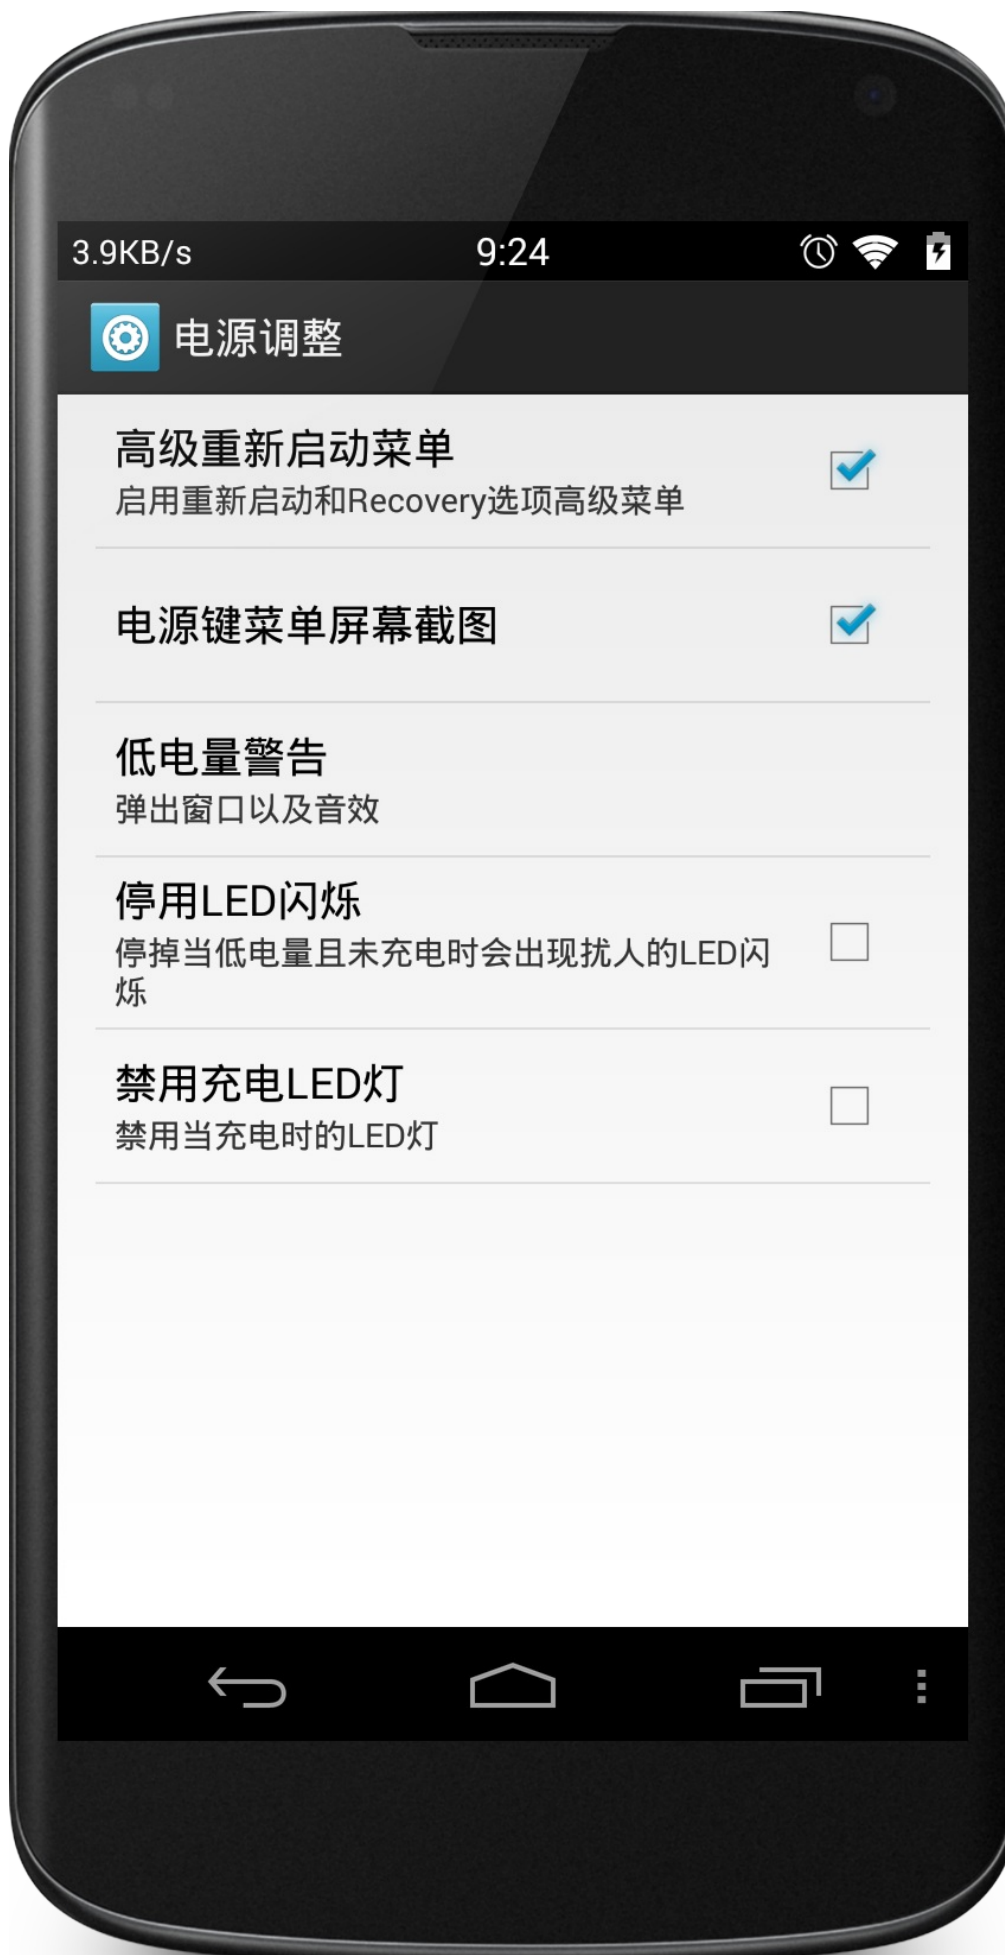 3.9KB/s 9:24
电源调整
高级重新启动菜单
启用重新启动和Recovery选项高级菜单
电源键菜单屏幕截图
低电量警告
弹出窗口以及音效
停用LED闪烁
停掉当低电量且未充电时会出现扰人的LED闪
烁
禁用充电LED灯
禁用当充电时的LED灯